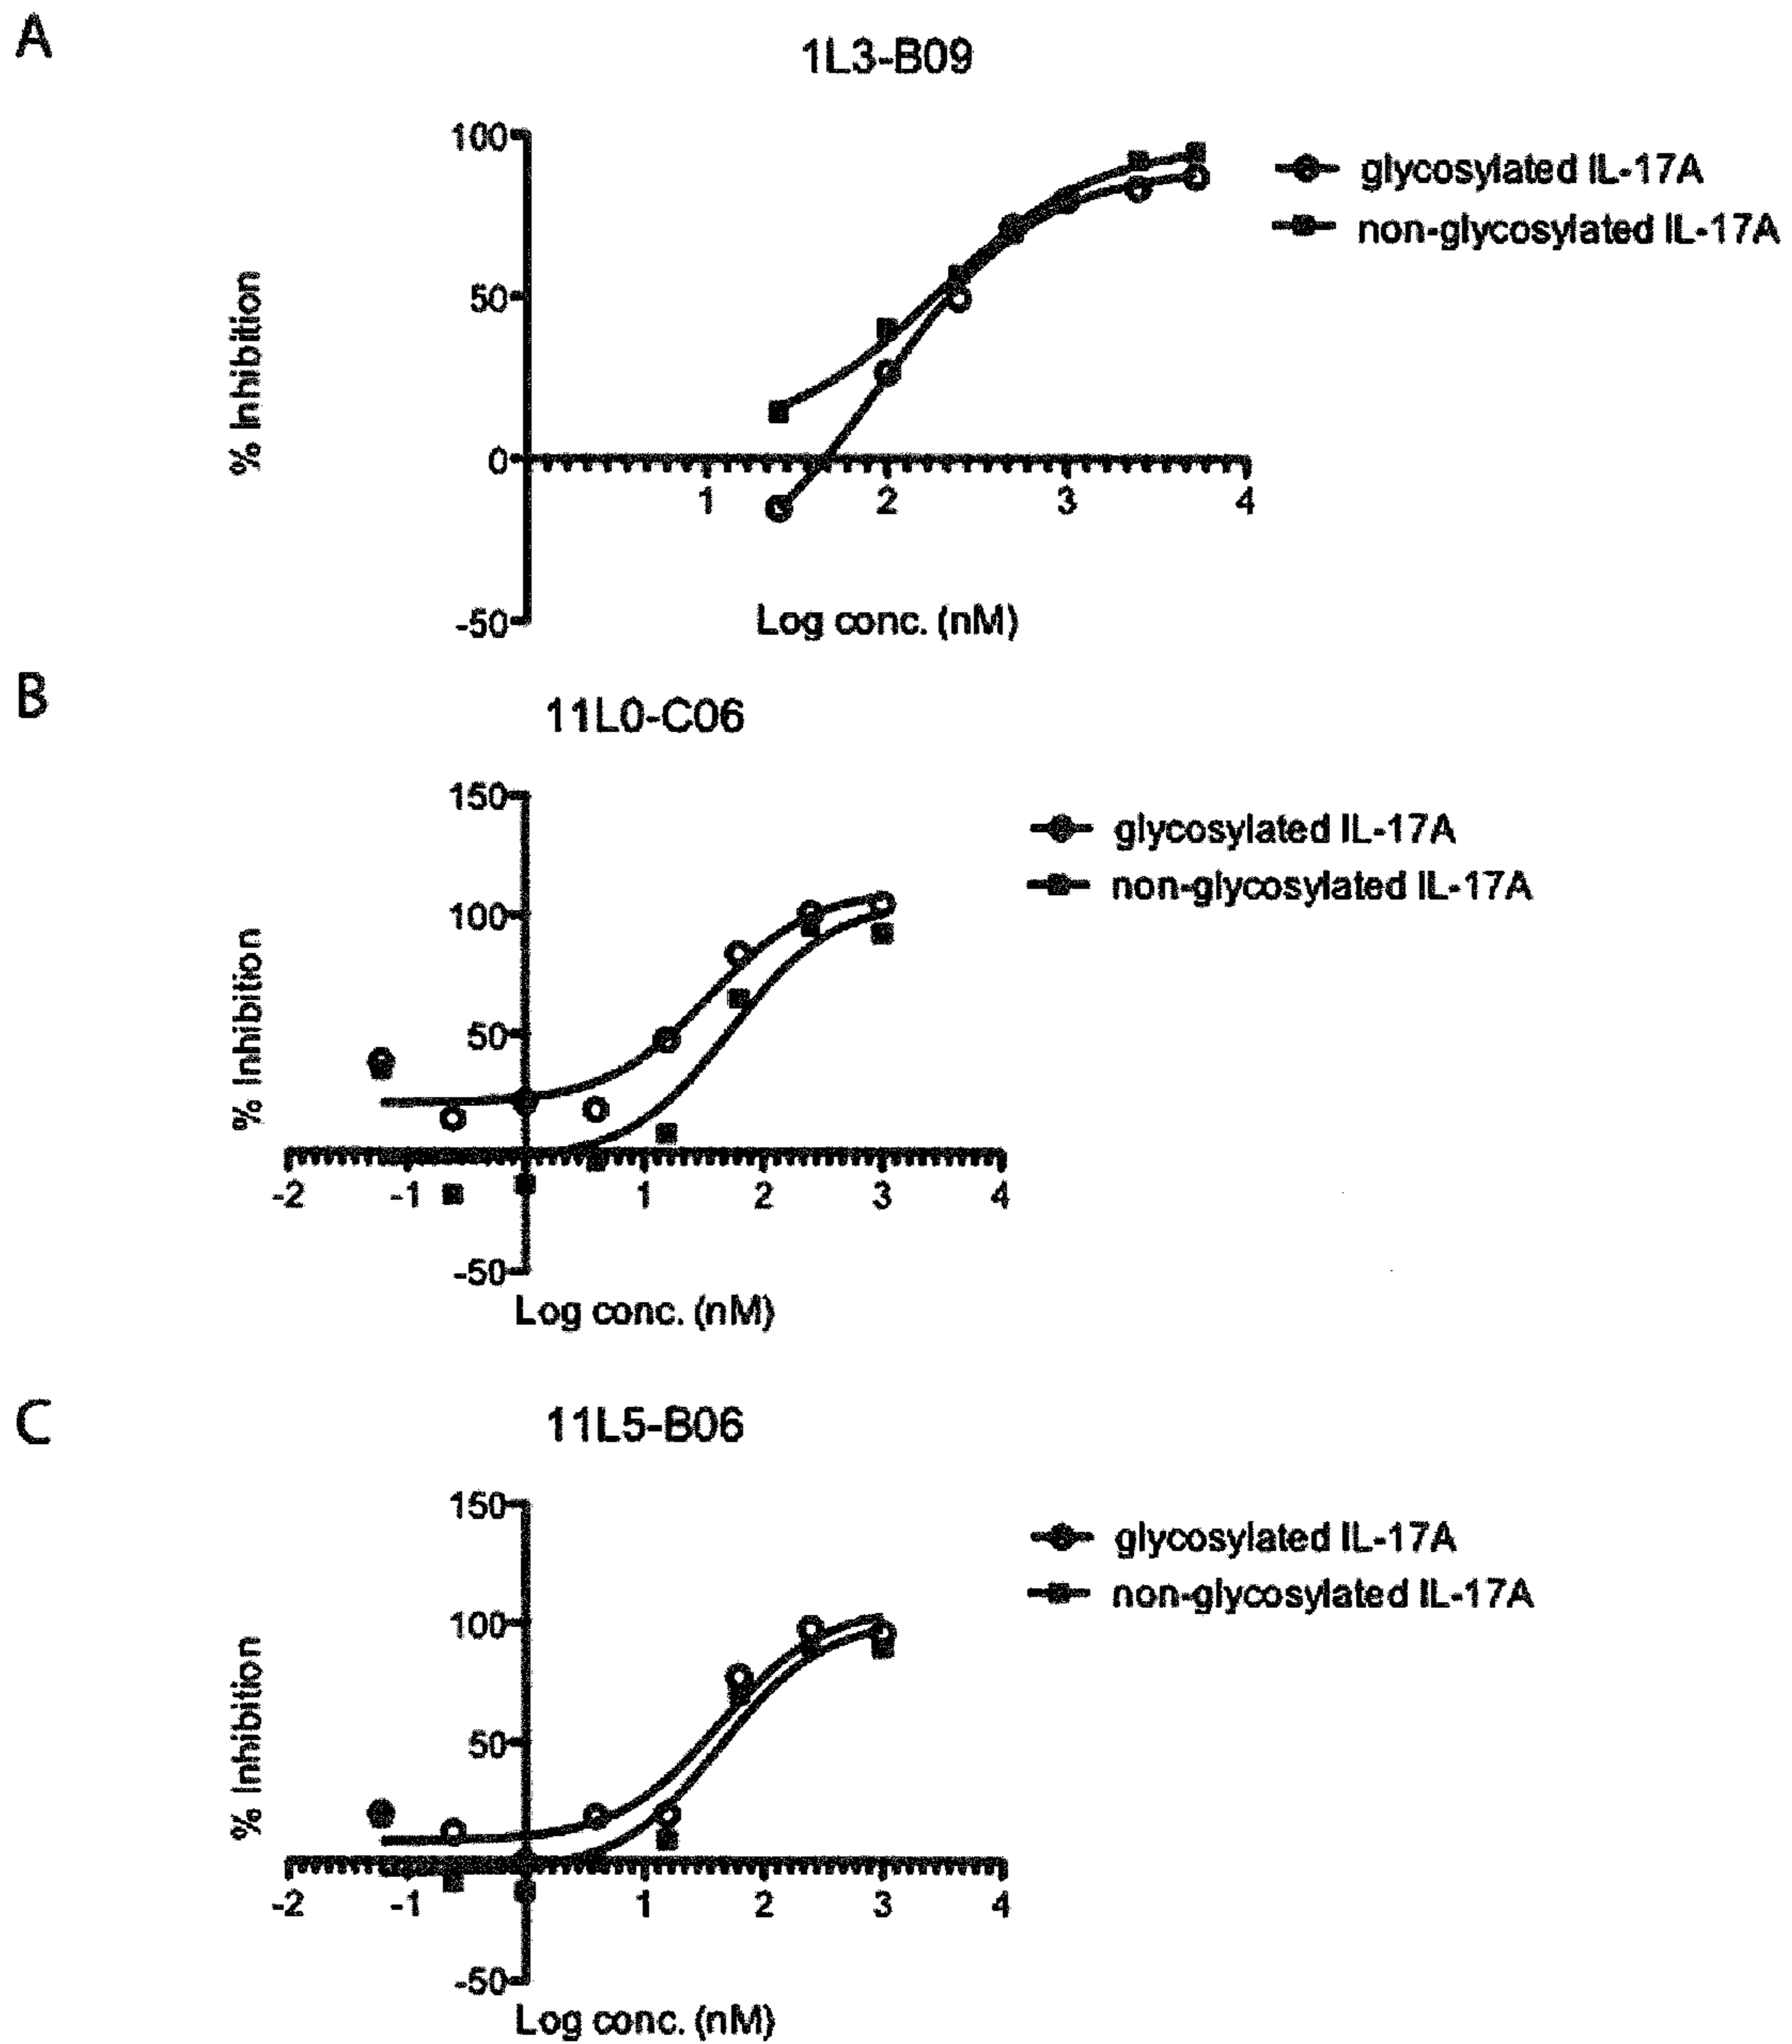 A
1L3-B09
100
50
0
-50
% Inhibition
1 2 3 4
Log conc. (nM)
glycosylated IL-17A
non-glycosylated IL-17A
B
11L0-C06
150
100
50
-50
% Inhibition
-2 -1 1 2 3 4
Log conc. (nM)
glycosylated IL-17A
non-glycosylated IL-17A
C
11L5-B06
150
100
50
-50
% Inhibition
-2 -1 1 2 3 4
Log conc. (nM)
glycosylated IL-17A
non-glycosylated IL-17A